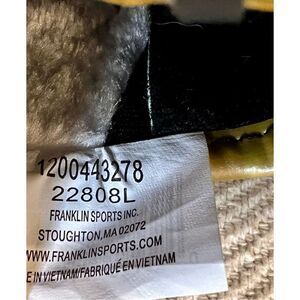 1200443278
22808L
FRANKLIN SPORTS INC.
STOUGHTON, MA 02072
WWW.FRANKLINSPORTS.COM
E IN VIETNAM/FABRIQUÉ EN VIETNAM